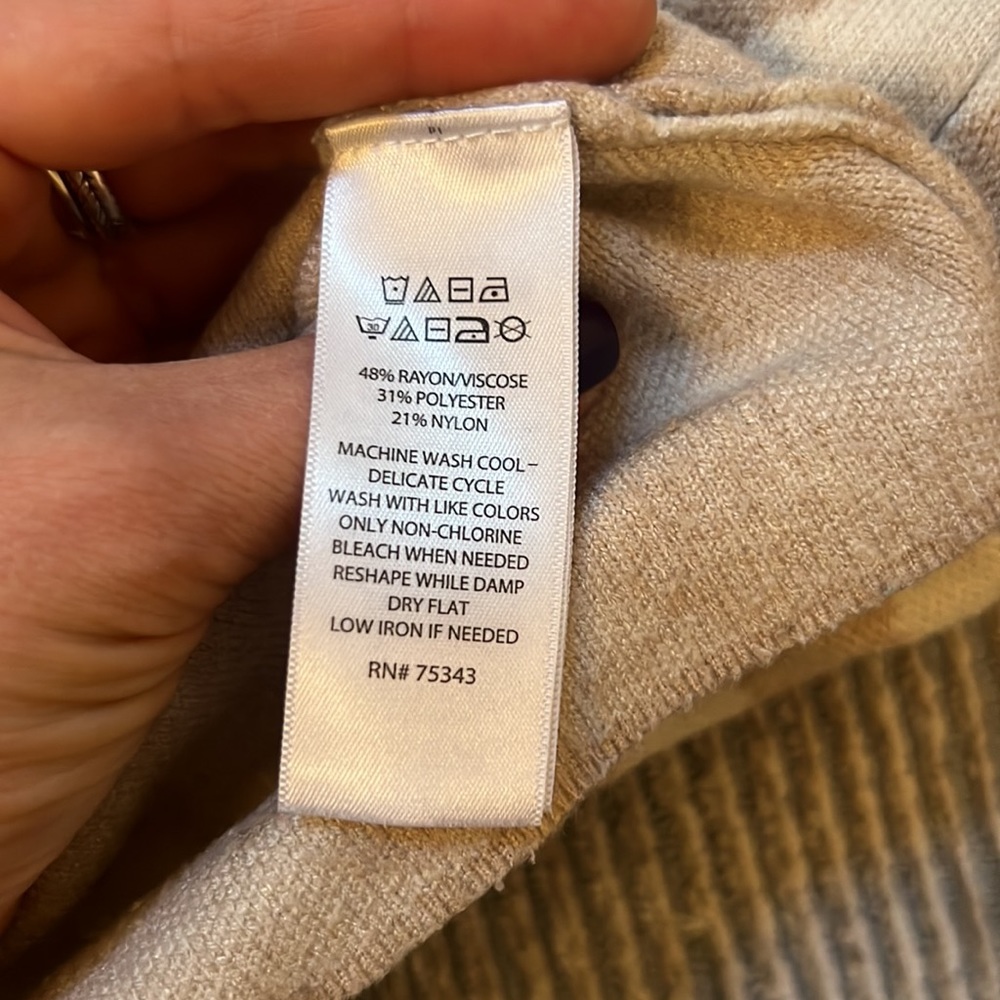 30
48% RAYON/VISCOSE
31% POLYESTER
21% NYLON
MACHINE WASH COOL–
DELICATE CYCLE
WASH WITH LIKE COLORS
ONLY NON-CHLORINE
BLEACH WHEN NEEDED
RESHAPE WHILE DAMP
DRY FLAT
LOW IRON IF NEEDED
RN# 75343